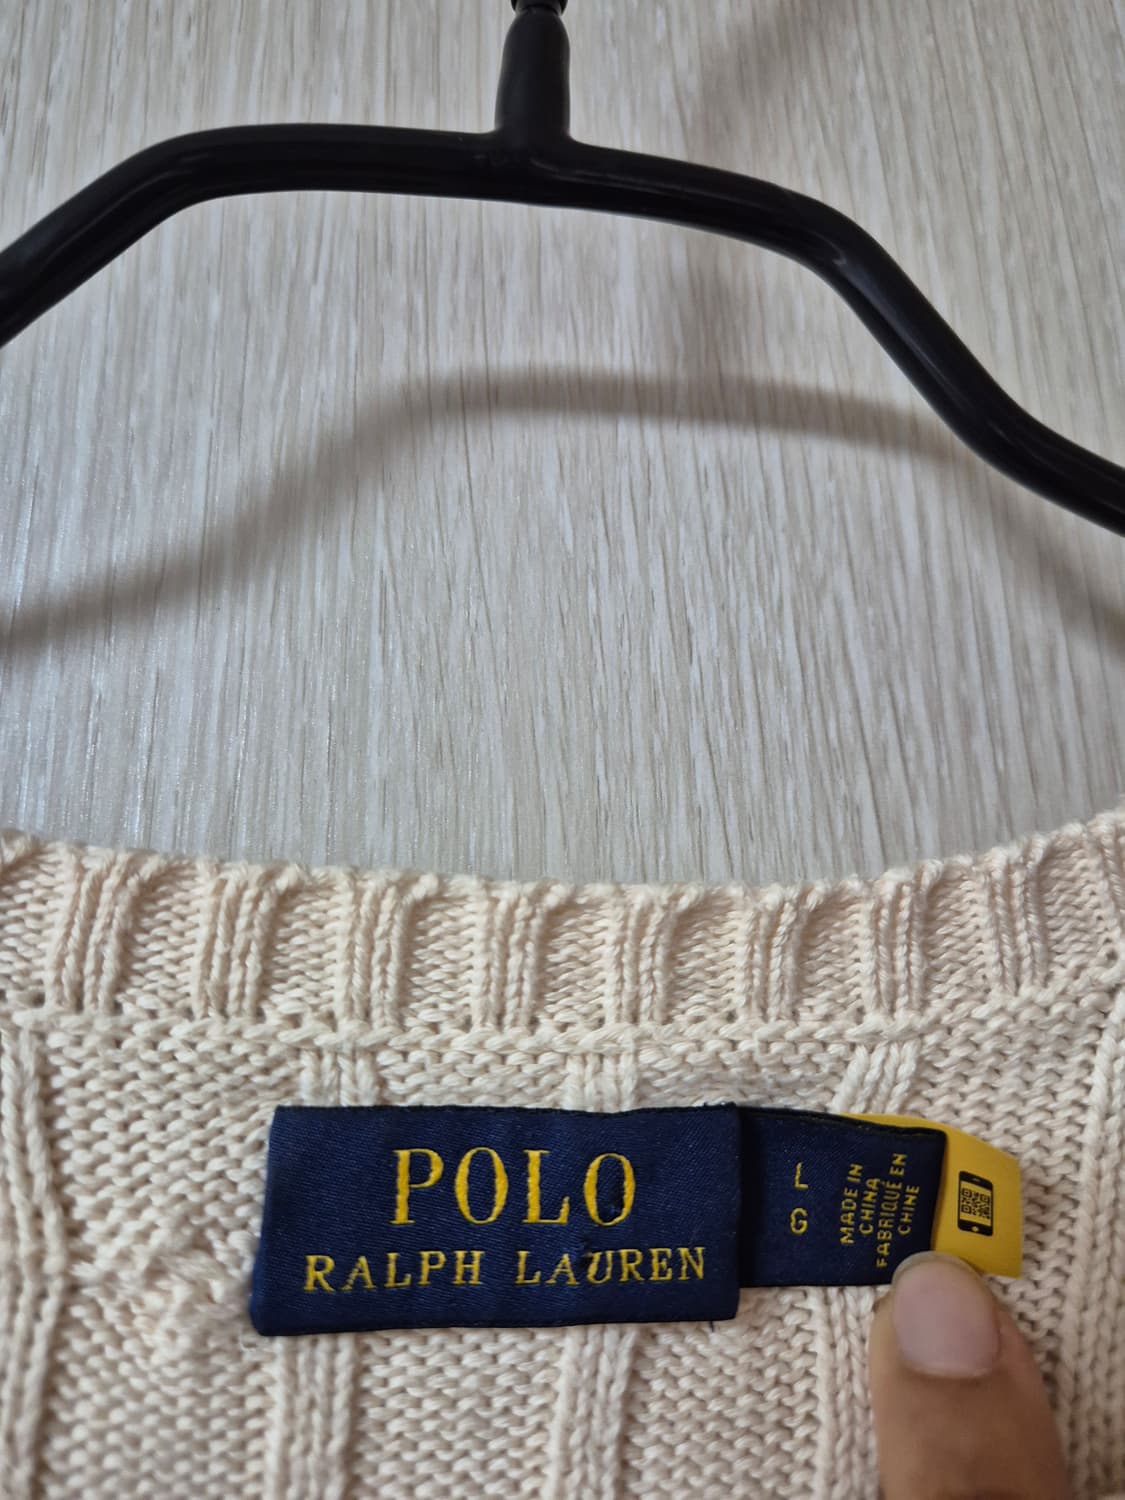 POLO
RALPH LAUREN
L
G
MADE IN
CHINA
FABRIQUÉ EN
CHINE